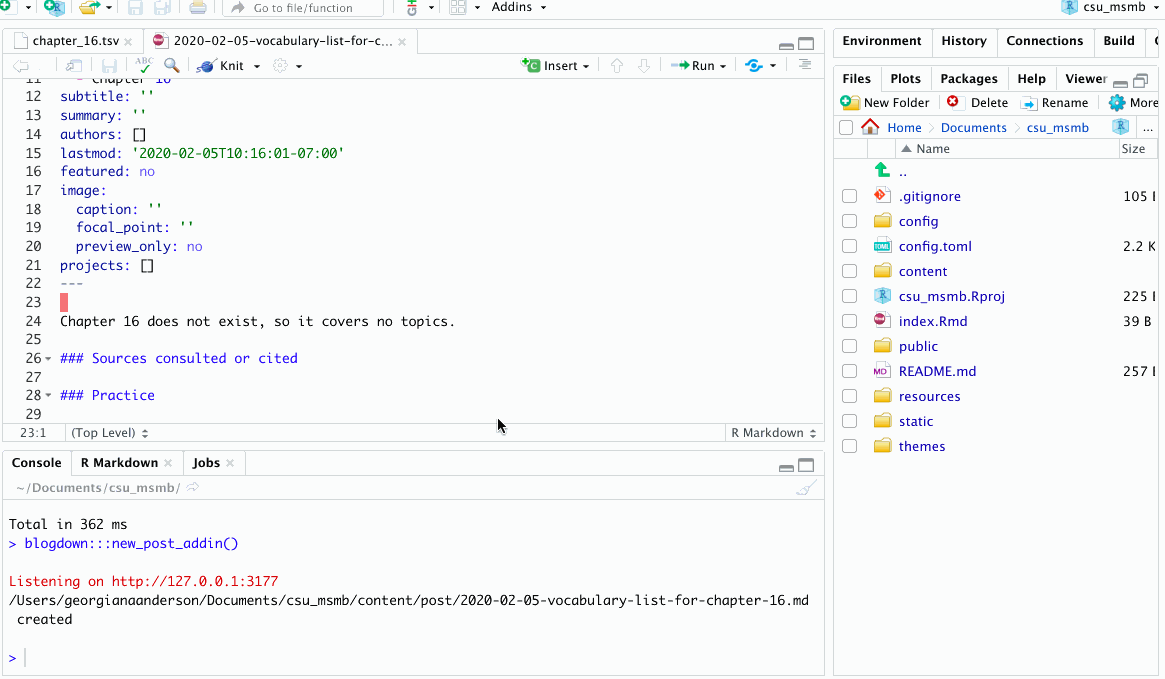 Go to file/function
Addins
csu_msmb
chapter_16.tsv
2020-02-05-vocabulary-list-for-c...
ABC
Knit
Insert
Run
11 - Chapter 16
12 subtitle: ''
13 summary: ''
14 authors: []
15 lastmod: '2020-02-05T10:16:01-07:00'
16 featured: no
17 image:
18 caption: ''
19 focal_point: ''
20 preview_only: no
21 projects: []
22 ---
23
24 Chapter 16 does not exist, so it covers no topics.
25
26 ### Sources consulted or cited
27
28 ### Practice
29
23:1
(Top Level)
R Markdown
Console
R Markdown
Jobs
~/Documents/csu_msmb/
Total in 362 ms
> blogdown:::new_post_addin()
Listening on http://127.0.0.1:3177
/Users/georgianaanderson/Documents/csu_msmb/content/post/2020-02-05-vocabulary-list-for-chapter-16.md
created
>
Environment
History
Connections
Build
Files
Plots
Packages
Help
Viewer
New Folder
Delete
Rename
More
Home
Documents
csu_msmb
...
Name
Size
..
.gitignore 105
config
config.toml 2.2 K
content
csu_msmb.Rproj 225
index.Rmd 39 B
public
README.md 257
resources
static
themes